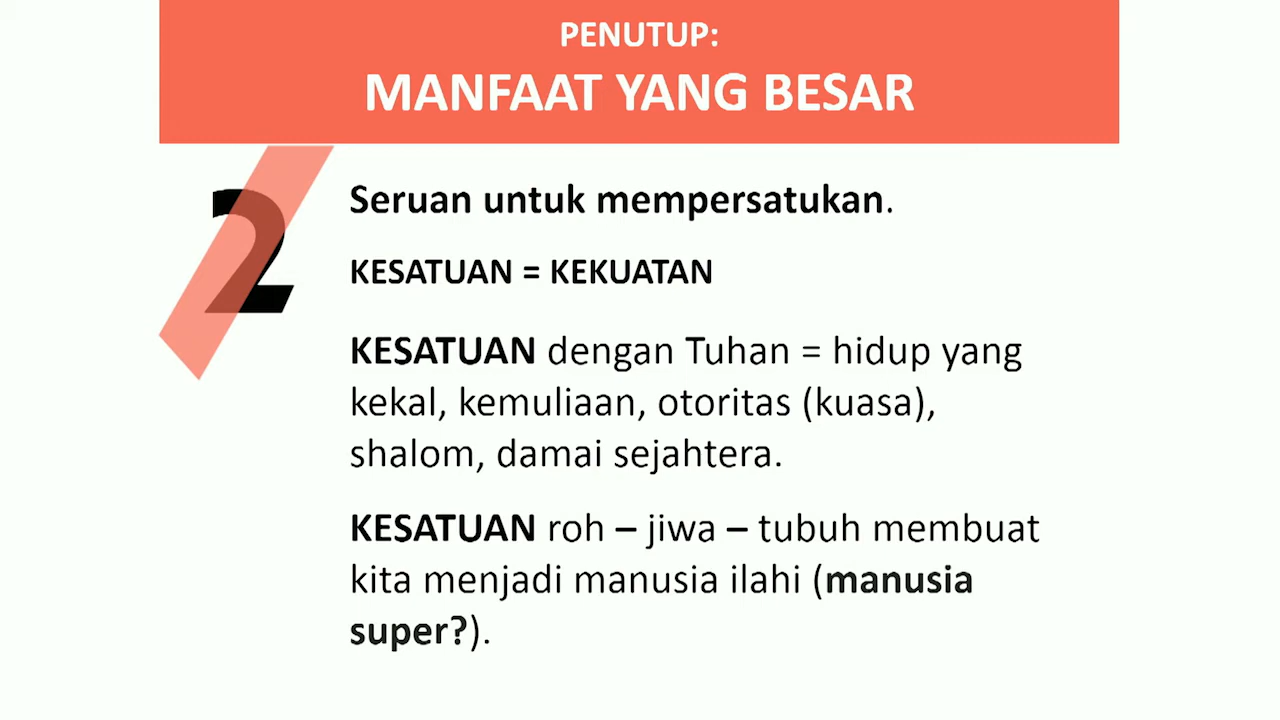 PENUTUP:
MANFAAT YANG BESAR
2
Seruan untuk mempersatukan.
KESATUAN = KEKUATAN
KESATUAN dengan Tuhan = hidup yang
kekal, kemuliaan, otoritas (kuasa),
shalom, damai sejahtera.
KESATUAN roh – jiwa – tubuh membuat
kita menjadi manusia ilahi (manusia
super?).